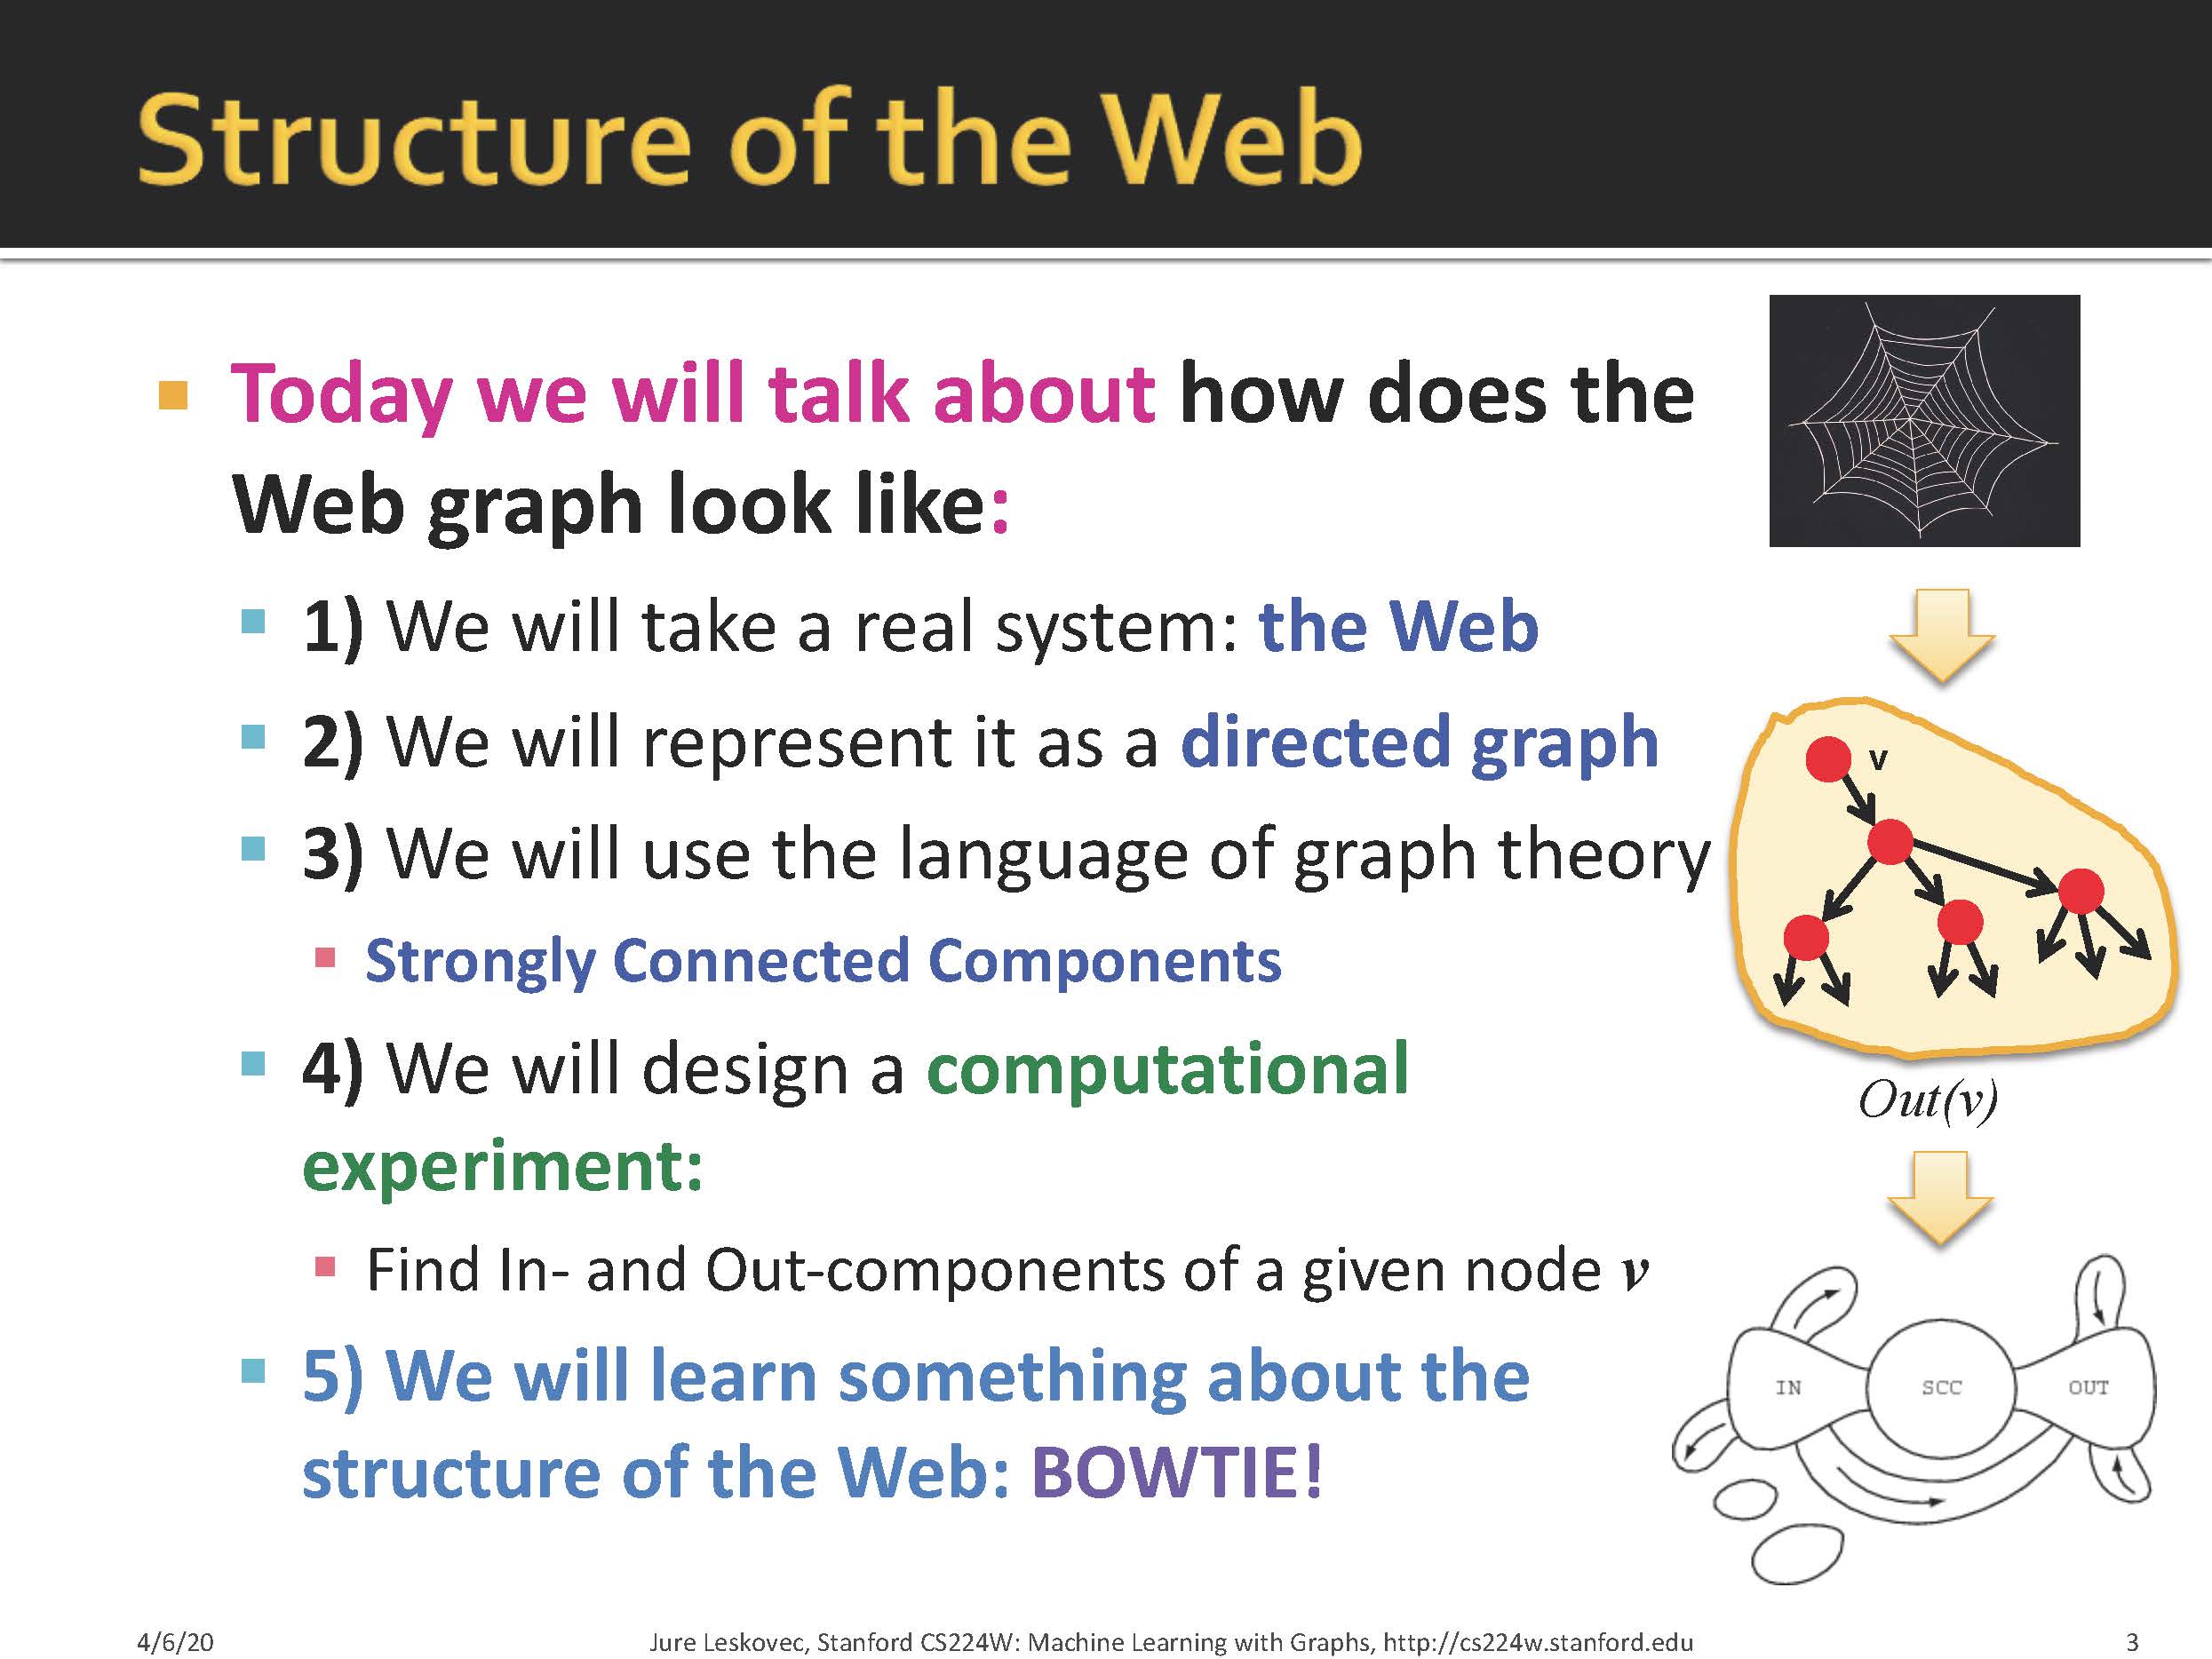 Structure of the Web
Today we will talk about how does the
Web graph look like:
1) We will take a real system: the Web
2) We will represent it as a directed graph
3) We will use the language of graph theory
Strongly Connected Components
4) We will design a computational
experiment:
Find In- and Out-components of a given node v
5) We will learn something about the
structure of the Web: BOWTIE!
v
Out(v)
IN
SCC
OUT
4/6/20
Jure Leskovec, Stanford CS224W: Machine Learning with Graphs, http://cs224w.stanford.edu
3